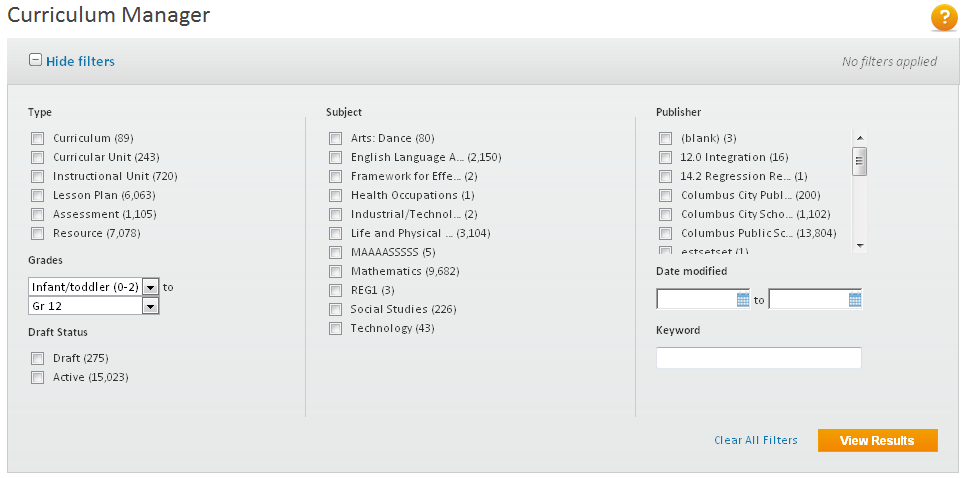 Curriculum Manager
?
Hide filters
No filters applied
Type
Curriculum (89)
Curricular Unit (243)
Instructional Unit (720)
Lesson Plan (6,063)
Assessment (1,105)
Resource (7,078)
Grades
Infant/toddler (0-2) to
Gr 12
Draft Status
Draft (275)
Active (15,023)
Subject
Arts: Dance (80)
English Language A... (2,150)
Framework for Effe... (2)
Health Occupations (1)
Industrial/Technol... (2)
Life and Physical ... (3,104)
MAAAASSSSS (5)
Mathematics (9,682)
REG1 (3)
Social Studies (226)
Technology (43)
Publisher
(blank) (3)
12.0 Integration (16)
14.2 Regression Re... (1)
Columbus City Publ... (200)
Columbus City Scho... (1,102)
Columbus Public Sc... (13,804)
estsetset (1)
Date modified
to
Keyword
Clear All Filters
View Results